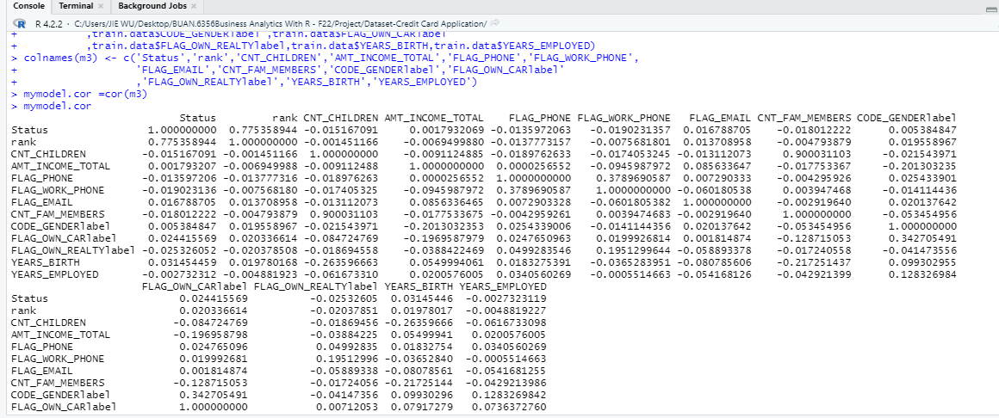 Console Terminal × Background Jobs ×
R 4.2.2 · C:/Users/JIE WU/Desktop/BUAN.6356Business Analytics With R - F22/Project/Dataset-Credit Card Application/
+ ,train.data$CODE_GENDERlabel ,train.data$FLAG_OWN_CARlabel
+ ,train.data$FLAG_OWN_REALTYlabel,train.data$YEARS_BIRTH,train.data$YEARS_EMPLOYED)
> colnames(m3) <- c('Status','rank','CNT_CHILDREN','AMT_INCOME_TOTAL','FLAG_PHONE','FLAG_WORK_PHONE',
+ 'FLAG_EMAIL','CNT_FAM_MEMBERS','CODE_GENDERlabel','FLAG_OWN_CARlabel'
+ ,'FLAG_OWN_REALTYlabel','YEARS_BIRTH','YEARS_EMPLOYED')
> mymodel.cor =cor(m3)
> mymodel.cor
Status rank CNT_CHILDREN AMT_INCOME_TOTAL FLAG_PHONE FLAG_WORK_PHONE FLAG_EMAIL CNT_FAM_MEMBERS CODE_GENDERlabel
Status 1.000000000 0.775358944 -0.015167091 0.0017932069 -0.0135972063 -0.0190231357 0.016788705 -0.018012222 0.005384847
rank 0.775358944 1.000000000 -0.001451166 -0.0069499880 -0.0137773157 -0.0075681801 0.013708958 -0.004793879 0.019558967
CNT_CHILDREN -0.015167091 -0.001451166 1.000000000 -0.0091124885 -0.0189762633 -0.0174053245 -0.013112073 0.900031103 -0.021543971
AMT_INCOME_TOTAL 0.001793207 -0.006949988 -0.009112488 1.0000000000 0.0000256552 -0.0945987972 0.085633647 -0.017753367 -0.201303235
FLAG_PHONE -0.013597206 -0.013777316 -0.018976263 0.0000256552 1.0000000000 0.3789690587 0.007290333 -0.004295926 0.025433901
FLAG_WORK_PHONE -0.019023136 -0.007568180 -0.017405325 -0.0945987972 0.3789690587 1.0000000000 -0.060180538 0.003947468 -0.014114436
FLAG_EMAIL 0.016788705 0.013708958 -0.013112073 0.0856336465 0.0072903328 -0.0601805382 1.000000000 -0.002919640 0.020137642
CNT_FAM_MEMBERS -0.018012222 -0.004793879 0.900031103 -0.0177533675 -0.0042959261 0.0039474683 -0.002919640 1.000000000 -0.053454956
CODE_GENDERlabel 0.005384847 0.019558967 -0.021543971 -0.2013032353 0.0254339006 -0.0141144356 0.020137642 -0.053454956 1.000000000
FLAG_OWN_CARlabel 0.024415569 0.020336614 -0.084724769 -0.1969587979 0.0247650963 0.0199926814 0.001814874 -0.128715053 0.342705491
FLAG_OWN_REALTYlabel -0.025326052 -0.020378508 -0.018694558 -0.0388422469 0.0499283546 0.1951299644 -0.058893378 -0.017240558 -0.041473556
YEARS_BIRTH 0.031454459 0.019780168 -0.263596663 0.0549994061 0.0183275391 -0.0365283951 -0.080785606 -0.217251437 0.099302955
YEARS_EMPLOYED -0.002732312 -0.004881923 -0.061673310 0.0200576005 0.0340560269 -0.0005514663 -0.054168126 -0.042921399 0.128326984
FLAG_OWN_CARlabel FLAG_OWN_REALTYlabel YEARS_BIRTH YEARS_EMPLOYED
Status 0.024415569 -0.02532605 0.03145446 -0.0027323119
rank 0.020336614 -0.02037851 0.01978017 -0.0048819227
CNT_CHILDREN -0.084724769 -0.01869456 -0.26359666 -0.0616733098
AMT_INCOME_TOTAL -0.196958798 -0.03884225 0.05499941 0.0200576005
FLAG_PHONE 0.024765096 0.04992835 0.01832754 0.0340560269
FLAG_WORK_PHONE 0.019992681 0.19512996 -0.03652840 -0.0005514663
FLAG_EMAIL 0.001814874 -0.05889338 -0.08078561 -0.0541681255
CNT_FAM_MEMBERS -0.128715053 -0.01724056 -0.21725144 -0.0429213986
CODE_GENDERlabel 0.342705491 -0.04147356 0.09930296 0.1283269842
FLAG_OWN_CARlabel 1.000000000 0.00712053 0.07917279 0.0736372760